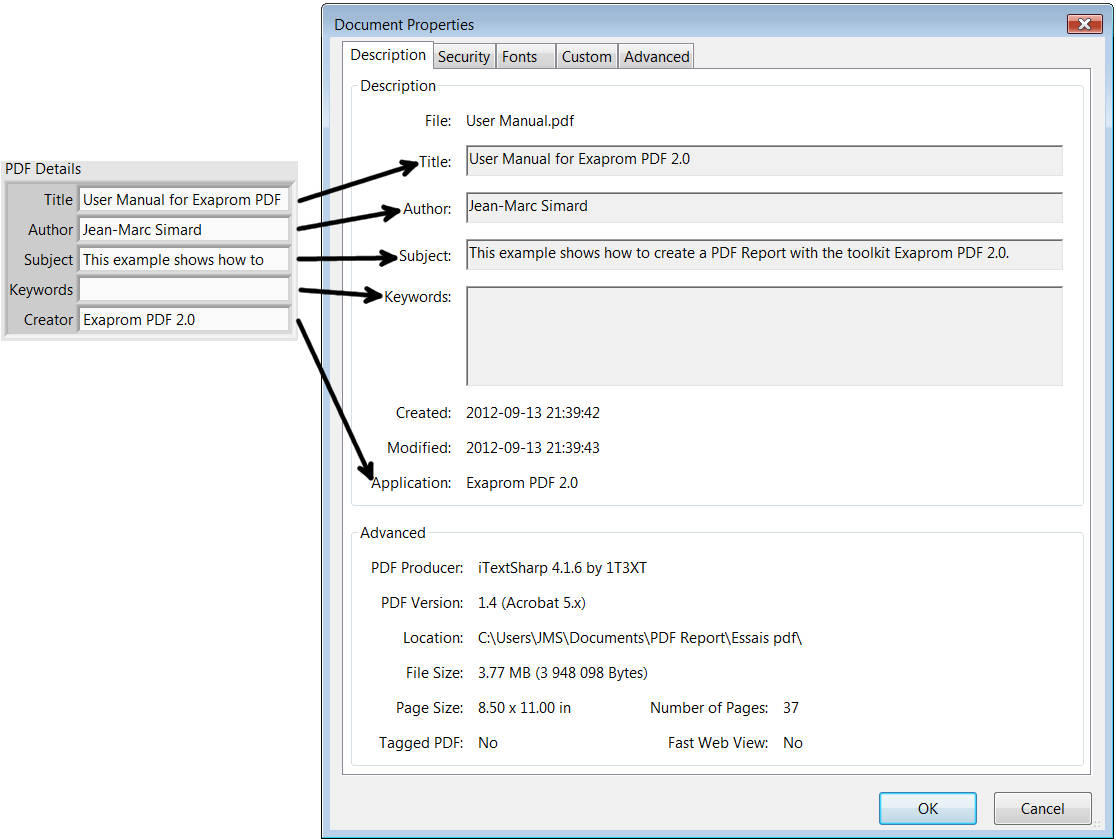 Document Properties
Description Security Fonts Custom Advanced
Description
File: User Manual.pdf
Title: User Manual for Exaprom PDF 2.0
Author: Jean-Marc Simard
Subject: This example shows how to create a PDF Report with the toolkit Exaprom PDF 2.0.
Keywords:
Created: 2012-09-13 21:39:42
Modified: 2012-09-13 21:39:43
Application: Exaprom PDF 2.0
Advanced
PDF Producer: iTextSharp 4.1.6 by 1T3XT
PDF Version: 1.4 (Acrobat 5.x)
Location: C:\Users\JMS\Documents\PDF Report\Essais pdf\
File Size: 3.77 MB (3 948 098 Bytes)
Page Size: 8.50 x 11.00 in Number of Pages: 37
Tagged PDF: No Fast Web View: No
OK Cancel
PDF Details
Title User Manual for Exaprom PDF
Author Jean-Marc Simard
Subject This example shows how to
Keywords
Creator Exaprom PDF 2.0